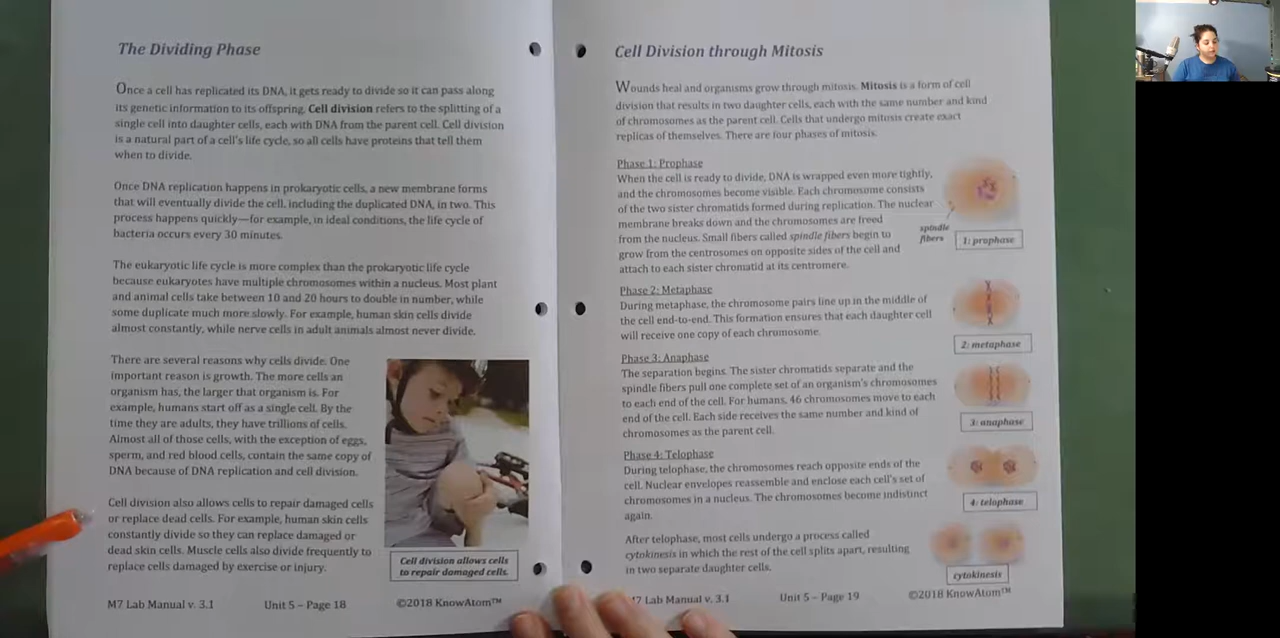 The Dividing Phase
Once a cell has replicated its DNA, it gets ready to divide so it can pass along
its genetic information to its offspring. Cell division refers to the splitting of a
single cell into daughter cells, each with DNA from the parent cell. Cell division
is a natural part of a cell's life cycle, so all cells have proteins that tell them
when to divide.
Once DNA replication happens in prokaryotic cells, a new membrane forms
that will eventually divide the cell, including the duplicated DNA, in two. This
process happens quickly—for example, in ideal conditions, the life cycle of
bacteria occurs every 30 minutes.
The eukaryotic life cycle is more complex than the prokaryotic life cycle
because eukaryotes have multiple chromosomes within a nucleus. Most plant
and animal cells take between 10 and 20 hours to double in number, while
some duplicate much more slowly. For example, human skin cells divide
almost constantly, while nerve cells in adult animals almost never divide.
There are several reasons why cells divide. One
important reason is growth. The more cells an
organism has, the larger that organism is. For
example, humans start off as a single cell. By the
time they are adults, they have trillions of cells.
Almost all of those cells, with the exception of eggs,
sperm, and red blood cells, contain the same copy of
DNA because of DNA replication and cell division.
Cell division also allows cells to repair damaged cells
or replace dead cells. For example, human skin cells
constantly divide so they can replace damaged or
dead skin cells. Muscle cells also divide frequently to
replace cells damaged by exercise or injury.
Cell division allows cells
to repair damaged cells.
M7 Lab Manual v. 3.1 Unit 5 – Page 18 ©2018 KnowAtom™
Cell Division through Mitosis
Wounds heal and organisms grow through mitosis. Mitosis is a form of cell
division that results in two daughter cells, each with the same number and kind
of chromosomes as the parent cell. Cells that undergo mitosis create exact
replicas of themselves. There are four phases of mitosis.
Phase 1: Prophase
When the cell is ready to divide, DNA is wrapped even more tightly,
and the chromosomes become visible. Each chromosome consists
of the two sister chromatids formed during replication. The nuclear
membrane breaks down and the chromosomes are freed
from the nucleus. Small fibers called spindle fibers begin to
grow from the centrosomes on opposite sides of the cell and
attach to each sister chromatid at its centromere.
spindle
fibers
1: prophase
Phase 2: Metaphase
During metaphase, the chromosome pairs line up in the middle of
the cell end-to-end. This formation ensures that each daughter cell
will receive one copy of each chromosome.
2: metaphase
Phase 3: Anaphase
The separation begins. The sister chromatids separate and the
spindle fibers pull one complete set of an organism's chromosomes
to each end of the cell. For humans, 46 chromosomes move to each
end of the cell. Each side receives the same number and kind of
chromosomes as the parent cell.
3: anaphase
Phase 4: Telophase
During telophase, the chromosomes reach opposite ends of the
cell. Nuclear envelopes reassemble and enclose each cell's set of
chromosomes in a nucleus. The chromosomes become indistinct
again.
4: telophase
After telophase, most cells undergo a process called
cytokinesis in which the rest of the cell splits apart, resulting
in two separate daughter cells.
cytokinesis
7 Lab Manual v. 3.1 Unit 5 – Page 19 ©2018 KnowAtom™